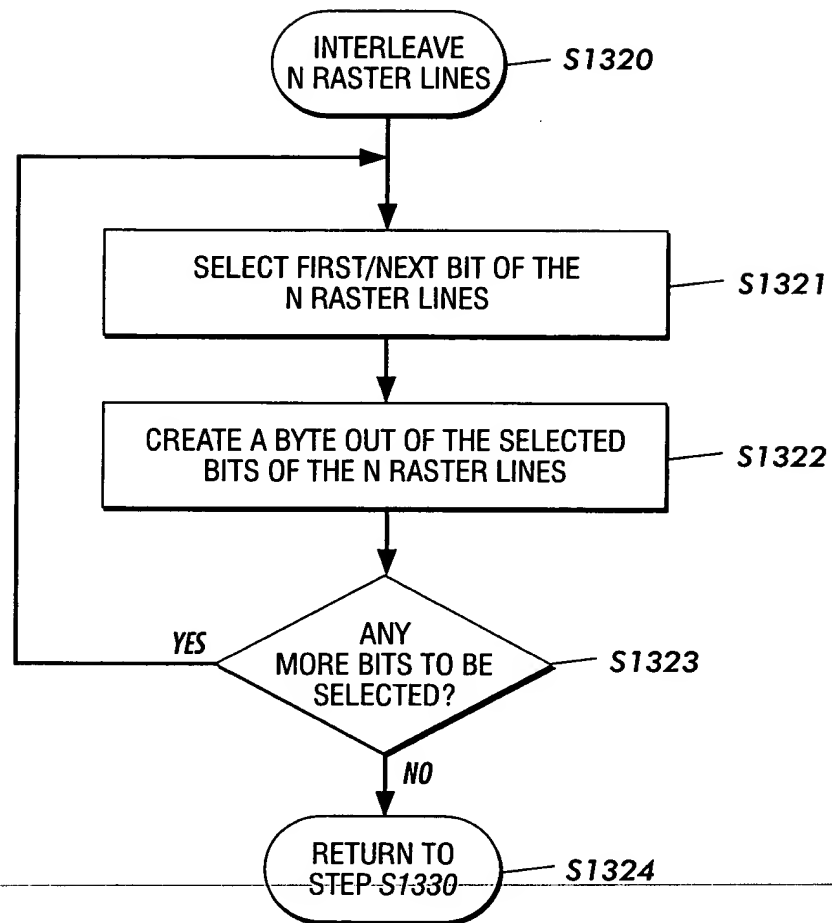 INTERLEAVE
N RASTER LINES
S1320
SELECT FIRST/NEXT BIT OF THE
N RASTER LINES
S1321
CREATE A BYTE OUT OF THE SELECTED
BITS OF THE N RASTER LINES
S1322
YES
ANY
MORE BITS TO BE
SELECTED?
S1323
NO
RETURN TO
STEP S1330
S1324